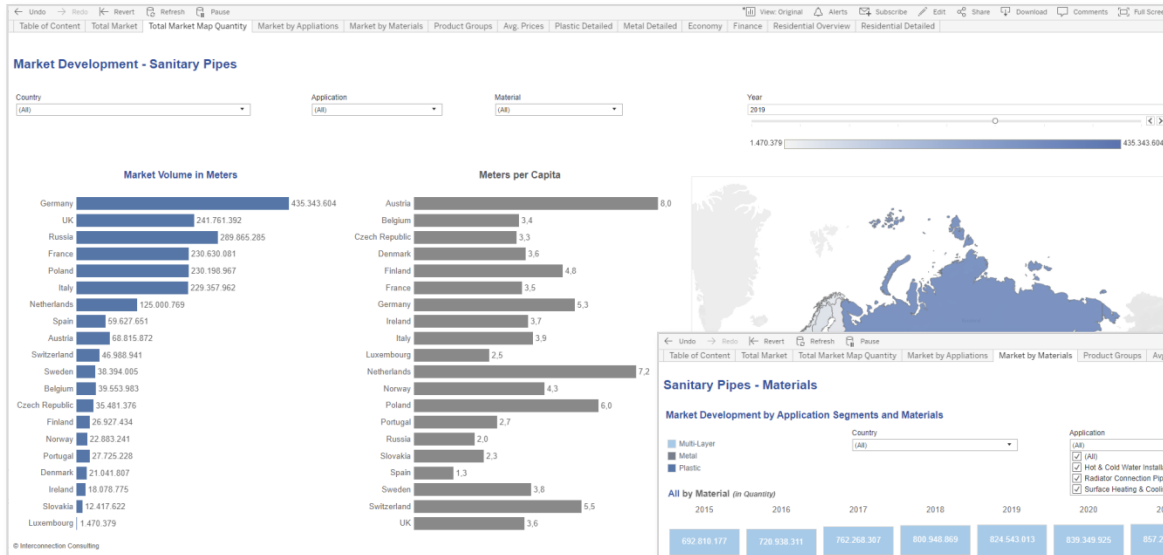 ← Undo → Redo |← Revert Refresh Pause View: Original Alerts Subscribe Edit Share Download Comments Full Scree
Table of Content Total Market Total Market Map Quantity Market by Appliations Market by Materials Product Groups Avg. Prices Plastic Detailed Metal Detailed Economy Finance Residential Overview Residential Detailed
Market Development - Sanitary Pipes
Country Application Material Year
(All) (All) (All) 2019
1.470.379 435.343.604
Market Volume in Meters
Germany 435.343.604
UK 241.761.392
Russia 289.865.285
France 230.630.081
Poland 230.198.967
Italy 229.357.962
Netherlands 125.000.769
Spain 59.627.651
Austria 68.815.872
Switzerland 46.988.941
Sweden 38.394.005
Belgium 39.553.983
Czech Republic 35.481.376
Finland 26.927.434
Norway 22.883.241
Portugal 27.725.228
Denmark 21.041.807
Ireland 18.078.775
Slovakia 12.417.622
Luxembourg 1.470.379
Meters per Capita
Austria 8,0
Belgium 3,4
Czech Republic 3,3
Denmark 3,6
Finland 4,8
France 3,5
Germany 5,3
Ireland 3,7
Italy 3,9
Luxembourg 2,5
Netherlands 7,2
Norway 4,3
Poland 6,0
Portugal 2,7
Russia 2,0
Slovakia 2,3
Spain 1,3
Sweden 3,8
Switzerland 5,5
UK 3,6
← Undo → Redo |← Revert Refresh Pause
Table of Content Total Market Total Market Map Quantity Market by Appliations Market by Materials Product Groups Avg
Sanitary Pipes - Materials
Market Development by Application Segments and Materials
Multi-Layer
Metal
Plastic
Country
(All)
Application
(All)
(All)
Hot & Cold Water Install
Radiator Connection Pip
Surface Heating & Cooli
All by Material (in Quantity)
2015 2016 2017 2018 2019 2020 20
692.810.177 720.938.311 762.268.307 800.948.869 824.543.013 839.349.925 857.2
© Interconnection Consulting